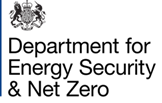 Department for
Energy Security
& Net Zero